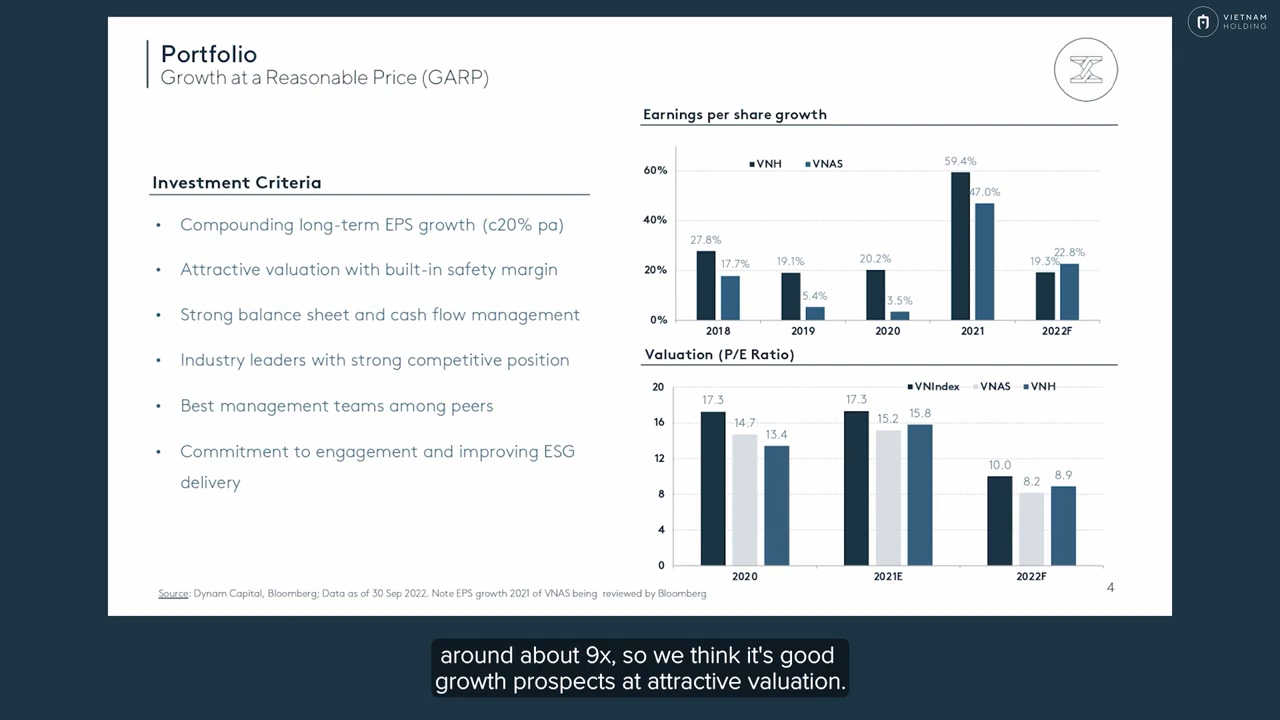 VIETNAM
HOLDING
Portfolio
Growth at a Reasonable Price (GARP)
Investment Criteria
• Compounding long-term EPS growth (c20% pa)
• Attractive valuation with built-in safety margin
• Strong balance sheet and cash flow management
• Industry leaders with strong competitive position
• Best management teams among peers
• Commitment to engagement and improving ESG
delivery
Earnings per share growth
VNH VNAS
60%
40%
20%
0%
27.8% 17.7%
19.1% 5.4%
20.2% 3.5%
59.4% 47.0%
19.3% 22.8%
2018 2019 2020 2021 2022F
Valuation (P/E Ratio)
VNIndex VNAS VNH
20
16
12
8
4
0
17.3 14.7 13.4
17.3 15.2 15.8
10.0 8.2 8.9
2020 2021E 2022F
Source: Dynam Capital, Bloomberg; Data as of 30 Sep 2022. Note EPS growth 2021 of VNAS being reviewed by Bloomberg
4
around about 9x, so we think it's good
growth prospects at attractive valuation.